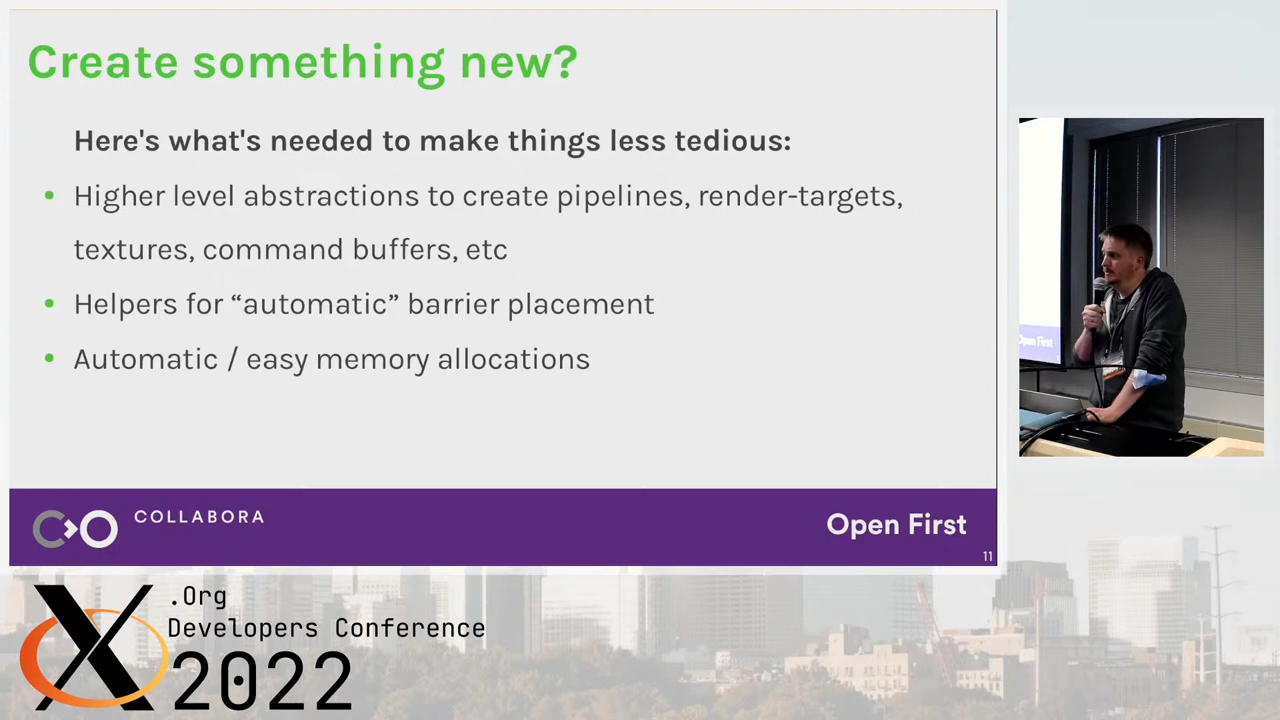 Create something new?
Here's what's needed to make things less tedious:
• Higher level abstractions to create pipelines, render-targets,
textures, command buffers, etc
• Helpers for “automatic” barrier placement
• Automatic / easy memory allocations
COLLABORA
Open First
11
Open First
X.Org
Developers Conference
2022